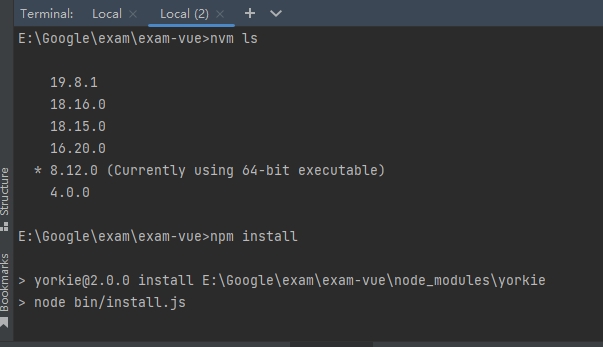 Terminal: Local × Local (2) × +
E:\Google\exam\exam-vue>nvm ls
19.8.1
18.16.0
18.15.0
16.20.0
* 8.12.0 (Currently using 64-bit executable)
4.0.0
E:\Google\exam\exam-vue>npm install
> yorkie@2.0.0 install E:\Google\exam\exam-vue\node_modules\yorkie
> node bin/install.js
Structure
Bookmarks